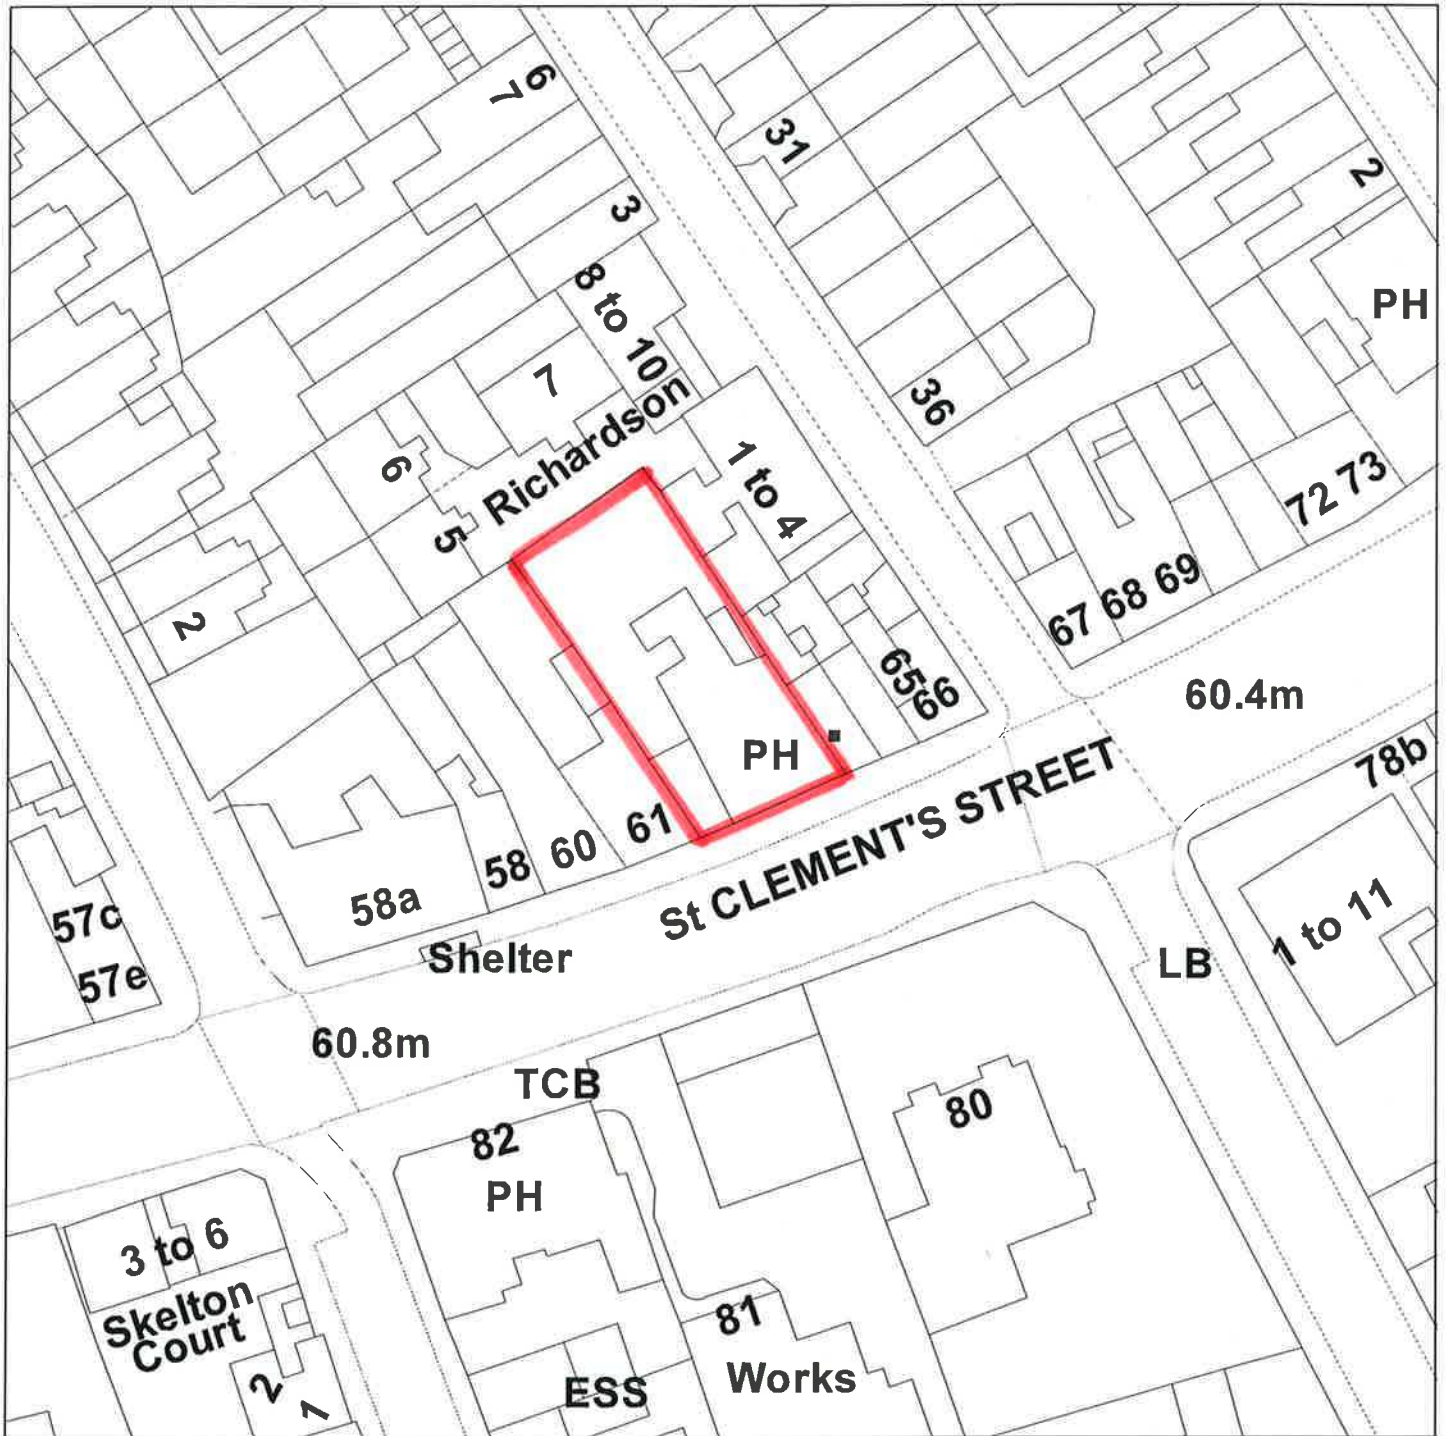 6
7
31
2
3
8 to 10
PH
7
36
Richardson
6
1 to 4
5
72 73
2
67 68 69
65
66
60.4m
PH
St CLEMENT'S STREET
78b
61
60
58
58a
1 to 11
57c
Shelter
LB
57e
60.8m
TCB
80
82
PH
3 to 6
Skelton
Court
81
2
1
ESS
Works